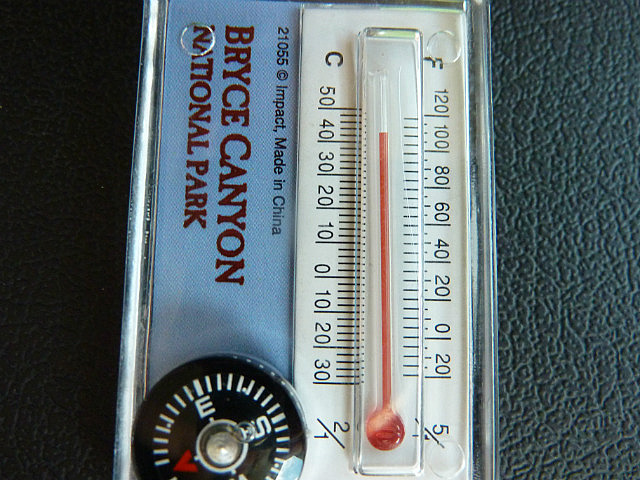 BRYCE CANYON
NATIONAL PARK
21055 © Impact, Made in China
C
50 40 30 20 10 0 10 20 30
F
120 100 80 60 40 20 0 20
E
S